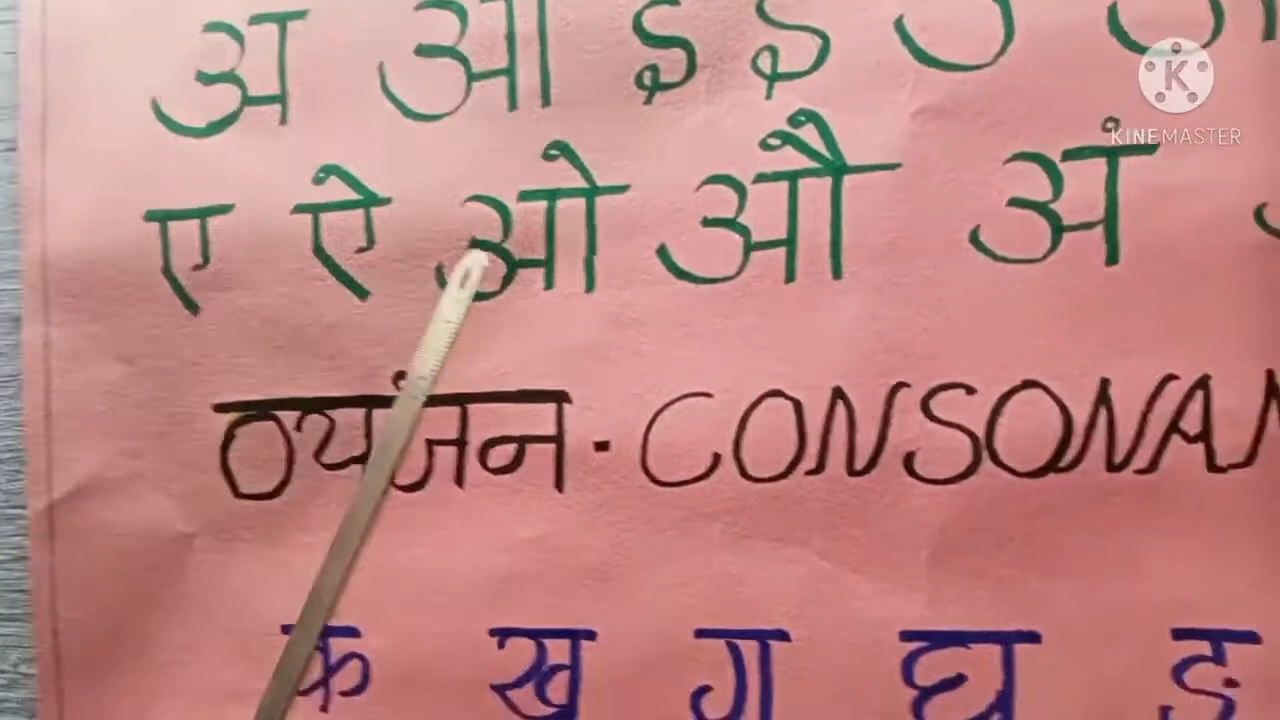 अ आ इ ई उ
KINEMASTER
ए ऐ ओ औ अं
व्यंजन · CONSONAN
क ख ग घ ङ